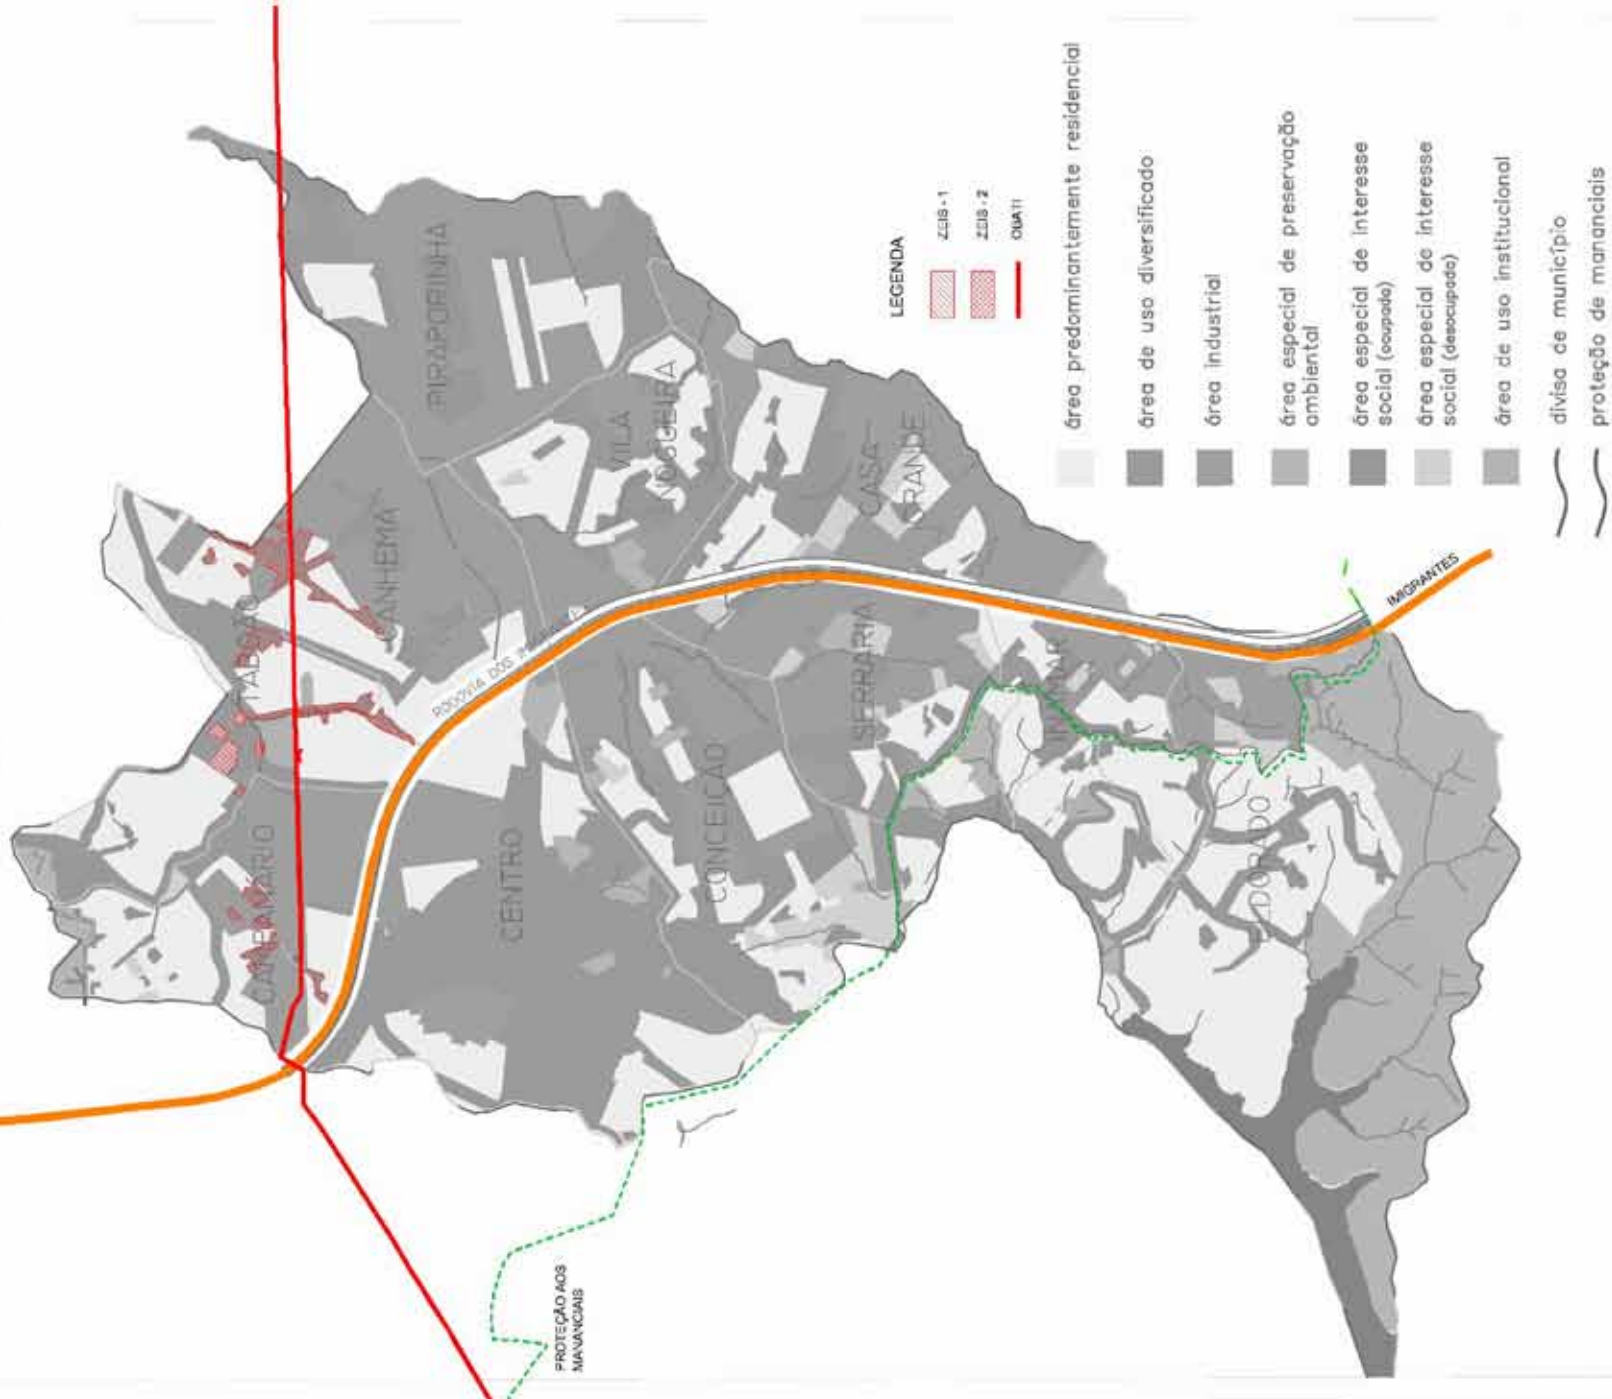 PIRAPORINHA
VILA
NOGUEIRA
CASA
GRANDE
CANHEMA
TABOÃO
RODOVIA DOS
SERRARIA
INAMAR
CONCEIÇÃO
CENTRO
CAMPANÁRIO
ELDORADO
IMIGRANTES
PROTEÇÃO AOS
MANANCIAIS
LEGENDA
ZEIS - 1
ZEIS - 2
área predominantemente residencial
área de uso diversificado
área industrial
área especial de preservação
ambiental
área especial de interesse
social (ocupado)
área especial de interesse
social (desocupado)
área de uso institucional
divisa de município
proteção de mananciais